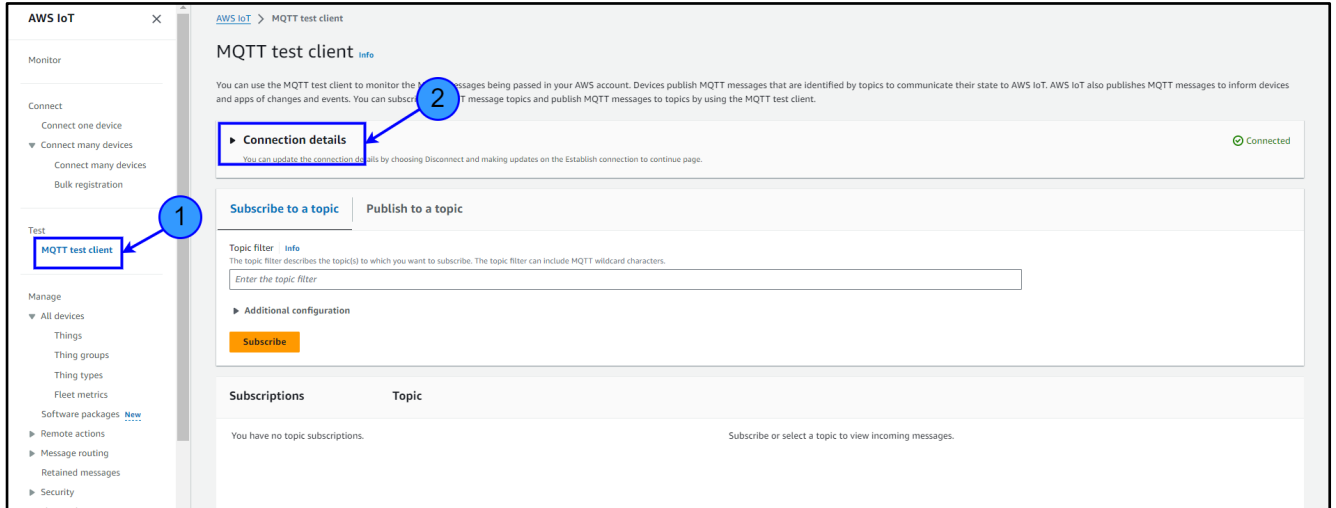 AWS IoT
×
Monitor
Connect
Connect one device
Connect many devices
Connect many devices
Bulk registration
1
Test
MQTT test client
Manage
All devices
Things
Thing groups
Thing types
Fleet metrics
Software packages New
Remote actions
Message routing
Retained messages
Security
AWS IoT > MQTT test client
MQTT test client Info
You can use the MQTT test client to monitor the essages being passed in your AWS account. Devices publish MQTT messages that are identified by topics to communicate their state to AWS IoT. AWS IoT also publishes MQTT messages to inform devices
and apps of changes and events. You can subscri T message topics and publish MQTT messages to topics by using the MQTT test client.
2
Connection details
You can update the connection details by choosing Disconnect and making updates on the Establish connection to continue page.
Connected
Subscribe to a topic Publish to a topic
Topic filter Info
The topic filter describes the topic(s) to which you want to subscribe. The topic filter can include MQTT wildcard characters.
Enter the topic filter
Additional configuration
Subscribe
Subscriptions Topic
You have no topic subscriptions. Subscribe or select a topic to view incoming messages.